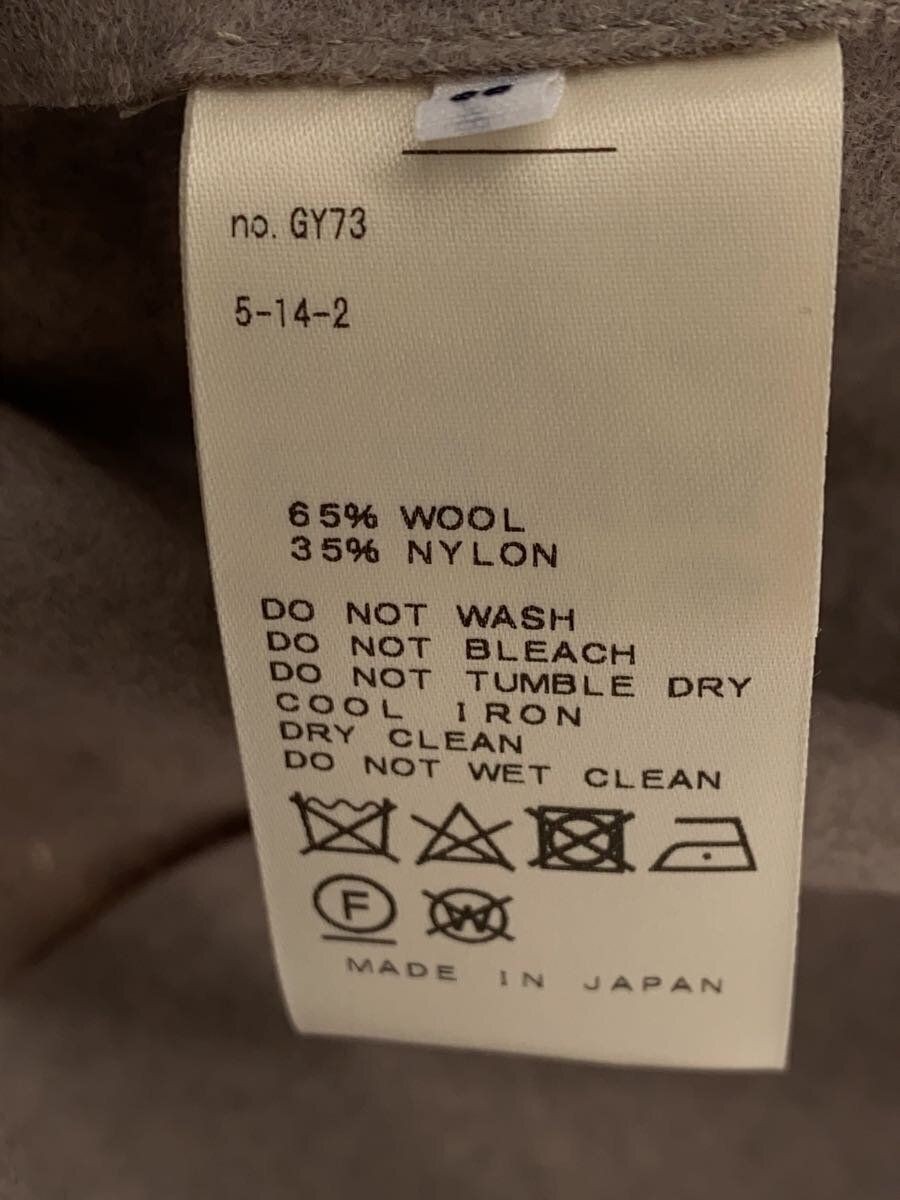 no. GY73
5-14-2
65% WOOL
35% NYLON
DO NOT WASH
DO NOT BLEACH
DO NOT TUMBLE DRY
COOL IRON
DRY CLEAN
DO NOT WET CLEAN
F W
MADE IN JAPAN